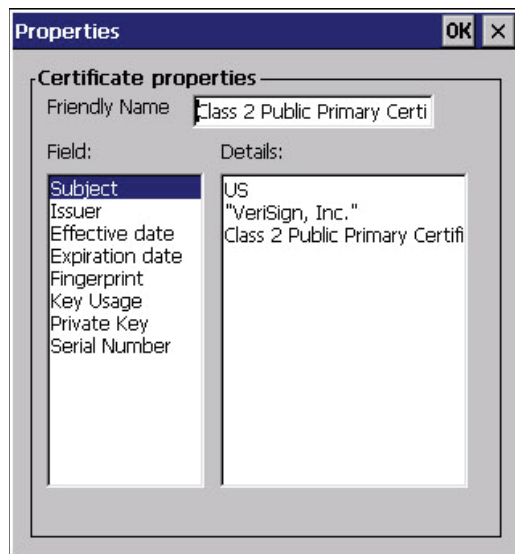 Properties OK ×
Certificate properties
Friendly Name Class 2 Public Primary Certi
Field: Details:
Subject
Issuer
Effective date
Expiration date
Fingerprint
Key Usage
Private Key
Serial Number
US
"VeriSign, Inc."
Class 2 Public Primary Certifi